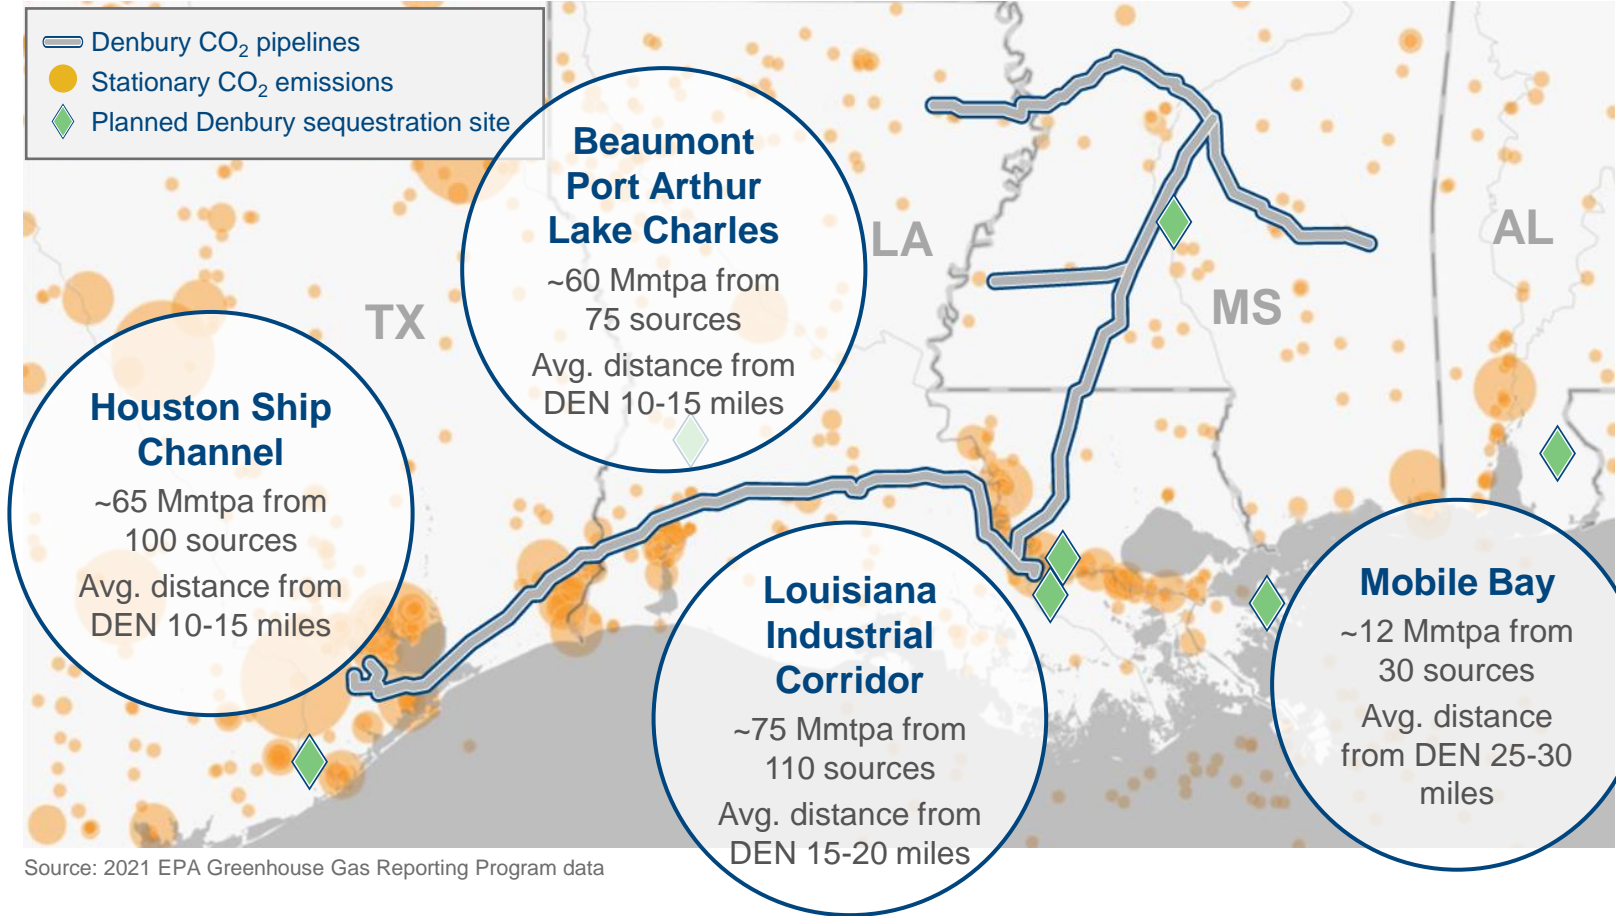 Denbury CO₂ pipelines
Stationary CO₂ emissions
Planned Denbury sequestration site
Beaumont
Port Arthur
Lake Charles
~60 Mmtpa from
75 sources
Avg. distance from
DEN 10-15 miles
LA
AL
TX
MS
Houston Ship
Channel
~65 Mmtpa from
100 sources
Avg. distance from
DEN 10-15 miles
Louisiana
Industrial
Corridor
~75 Mmtpa from
110 sources
Avg. distance from
DEN 15-20 miles
Mobile Bay
~12 Mmtpa from
30 sources
Avg. distance
from DEN 25-30
miles
Source: 2021 EPA Greenhouse Gas Reporting Program data